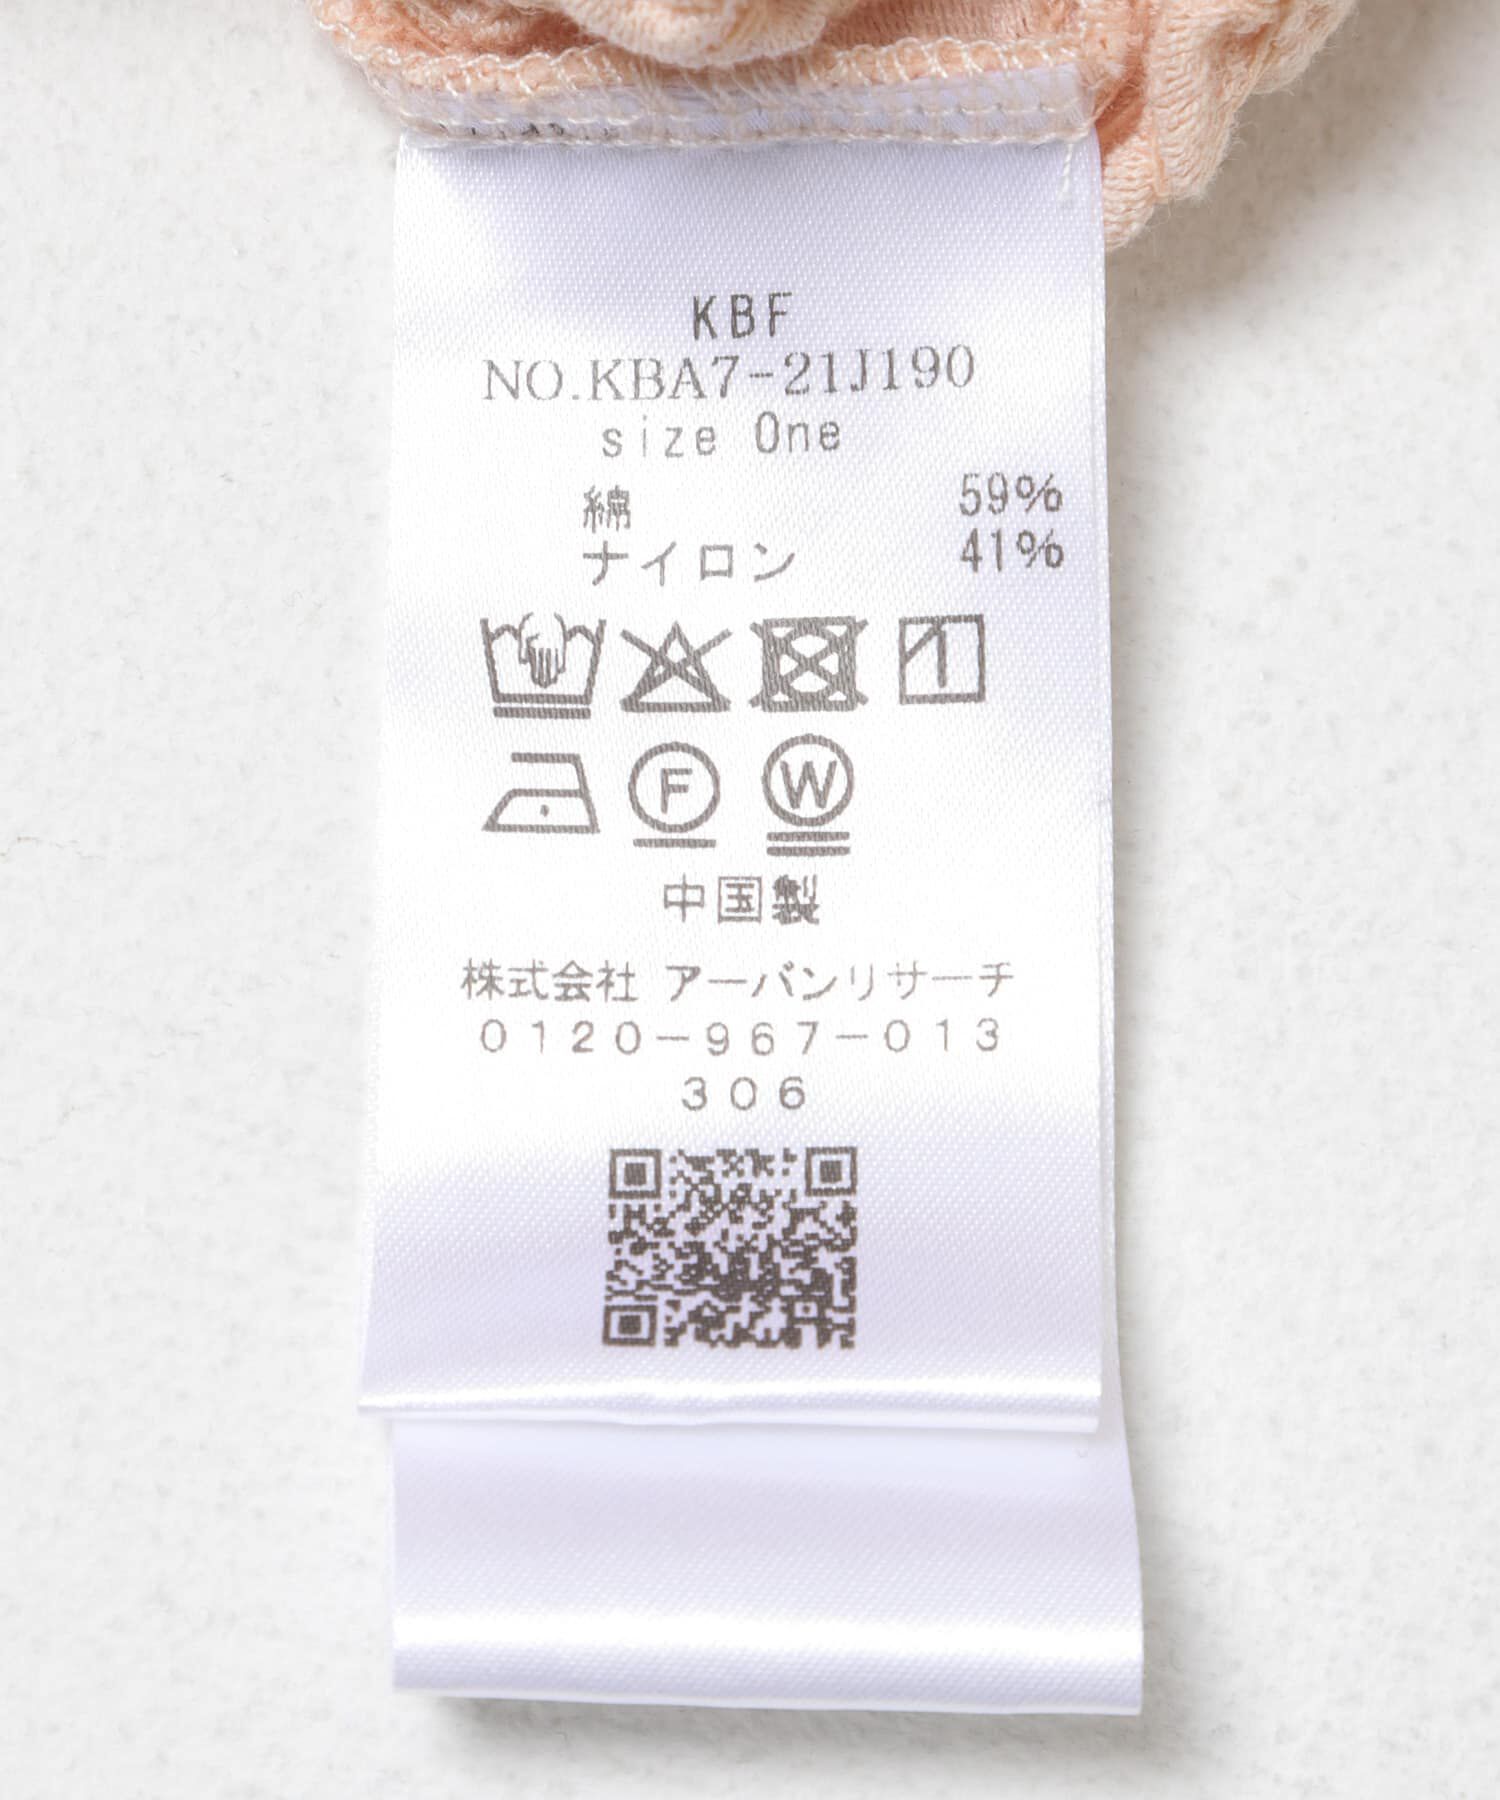 KBF
NO.KBA7-21J190
size One
綿 59%
ナイロン 41%
F W
中国製
株式会社 アーバンリサーチ
0120-967-013
306